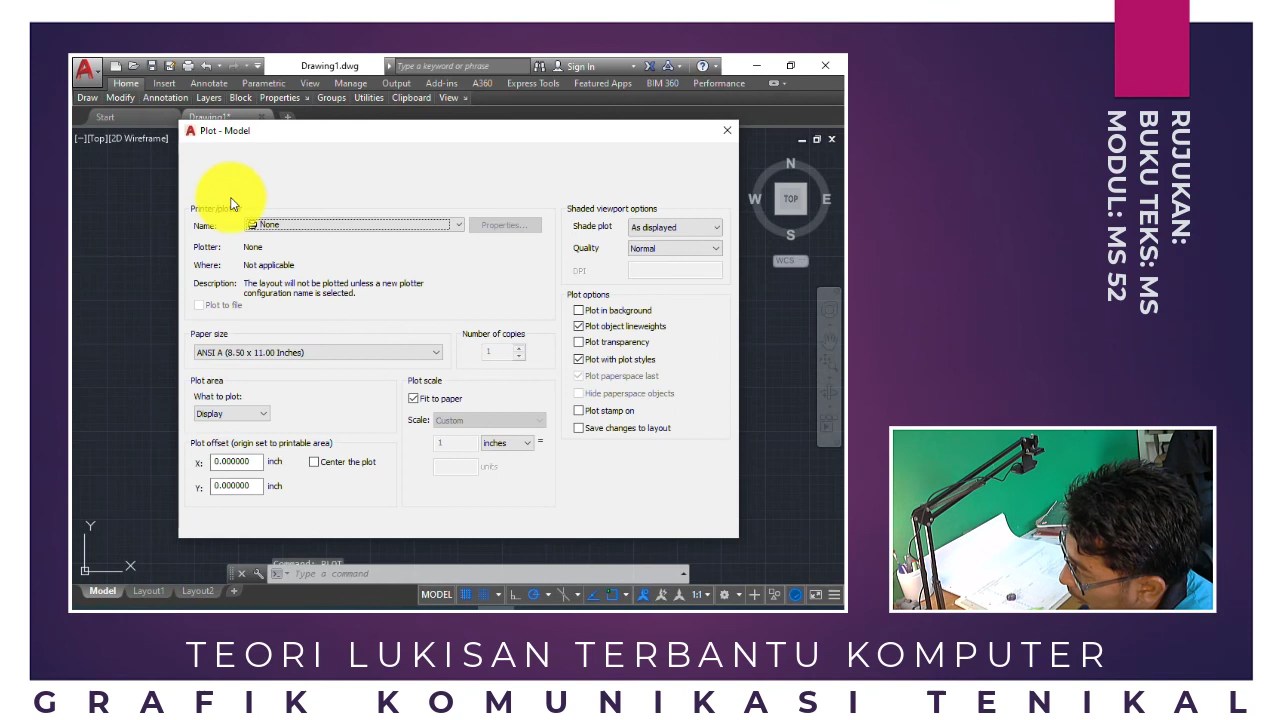 Drawing1.dwg
Type a keyword or phrase
Sign In
Home Insert Annotate Parametric View Manage Output Add-ins A360 Express Tools Featured Apps BIM 360 Performance
Draw Modify Annotation Layers Block Properties Groups Utilities Clipboard View
Start
Drawing1*
[−][Top][2D Wireframe]
Plot - Model
Printer/plotter
Name: None
Properties...
Plotter: None
Where: Not applicable
Description: The layout will not be plotted unless a new plotter
configuration name is selected.
Plot to file
Paper size
ANSI A (8.50 x 11.00 Inches)
Number of copies
1
Plot area
What to plot:
Display
Plot offset (origin set to printable area)
X: 0.000000 inch
Center the plot
Y: 0.000000 inch
Plot scale
Fit to paper
Scale: Custom
1 inches =
units
Shaded viewport options
Shade plot As displayed
Quality Normal
DPI
Plot options
Plot in background
Plot object lineweights
Plot transparency
Plot with plot styles
Plot paperspace last
Hide paperspace objects
Plot stamp on
Save changes to layout
N
W TOP E
S
WCS
Y
X
Command: PLOT
Type a command
Model Layout1 Layout2 +
MODEL
1:1
RUJUKAN:
BUKU TEKS: MS
MODUL: MS 52
TEORI LUKISAN TERBANTU KOMPUTER
GRAFIK KOMUNIKASI TENIKAL